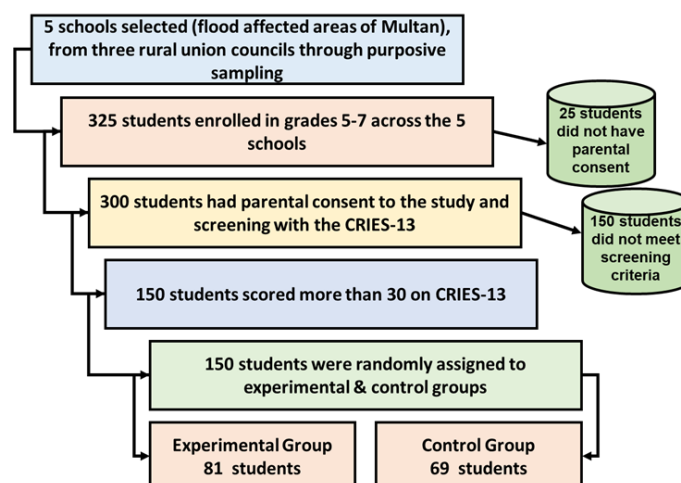 5 schools selected (flood affected areas of Multan),
from three rural union councils through purposive
sampling
325 students enrolled in grades 5-7 across the 5
schools
25 students
did not have
parental
consent
300 students had parental consent to the study and
screening with the CRIES-13
150 students
did not meet
screening
criteria
150 students scored more than 30 on CRIES-13
150 students were randomly assigned to
experimental & control groups
Experimental Group
81 students
Control Group
69 students